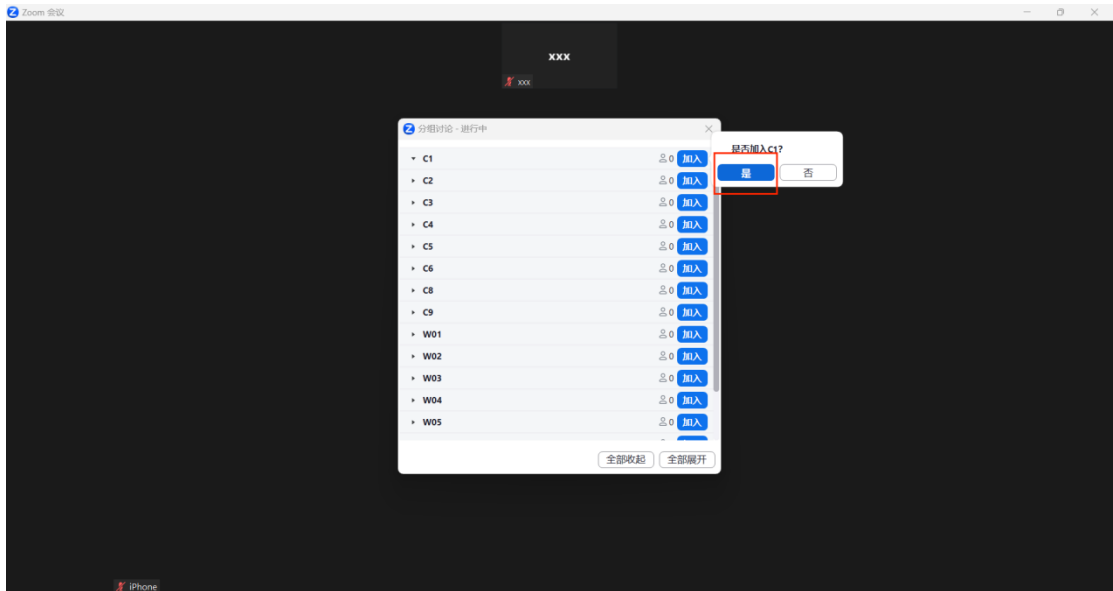 Zoom 会议
xxx
xxx
分组讨论 - 进行中
C1 0 加入
C2 0 加入
C3 0 加入
C4 0 加入
C5 0 加入
C6 0 加入
C8 0 加入
C9 0 加入
W01 0 加入
W02 0 加入
W03 0 加入
W04 0 加入
W05 0 加入
全部收起 全部展开
是否加入C1?
是 否
iPhone